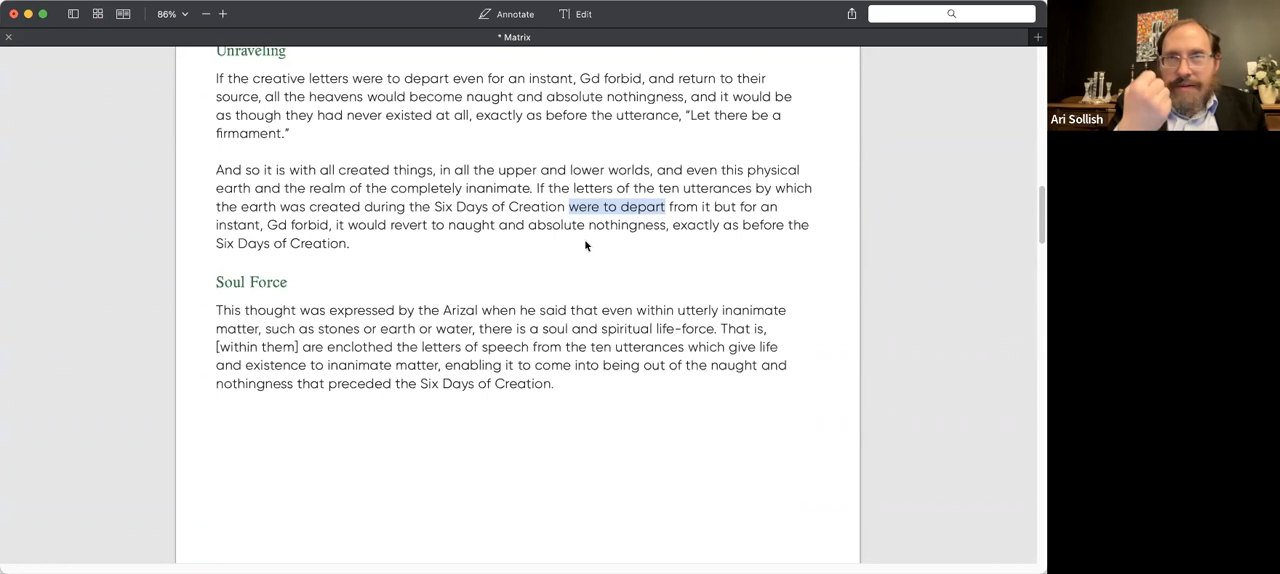 86%
Annotate
Edit
* Matrix
Unraveling
If the creative letters were to depart even for an instant, Gd forbid, and return to their
source, all the heavens would become naught and absolute nothingness, and it would be
as though they had never existed at all, exactly as before the utterance, “Let there be a
firmament.”
And so it is with all created things, in all the upper and lower worlds, and even this physical
earth and the realm of the completely inanimate. If the letters of the ten utterances by which
the earth was created during the Six Days of Creation were to depart from it but for an
instant, Gd forbid, it would revert to naught and absolute nothingness, exactly as before the
Six Days of Creation.
Soul Force
This thought was expressed by the Arizal when he said that even within utterly inanimate
matter, such as stones or earth or water, there is a soul and spiritual life-force. That is,
[within them] are enclothed the letters of speech from the ten utterances which give life
and existence to inanimate matter, enabling it to come into being out of the naught and
nothingness that preceded the Six Days of Creation.
Ari Sollish